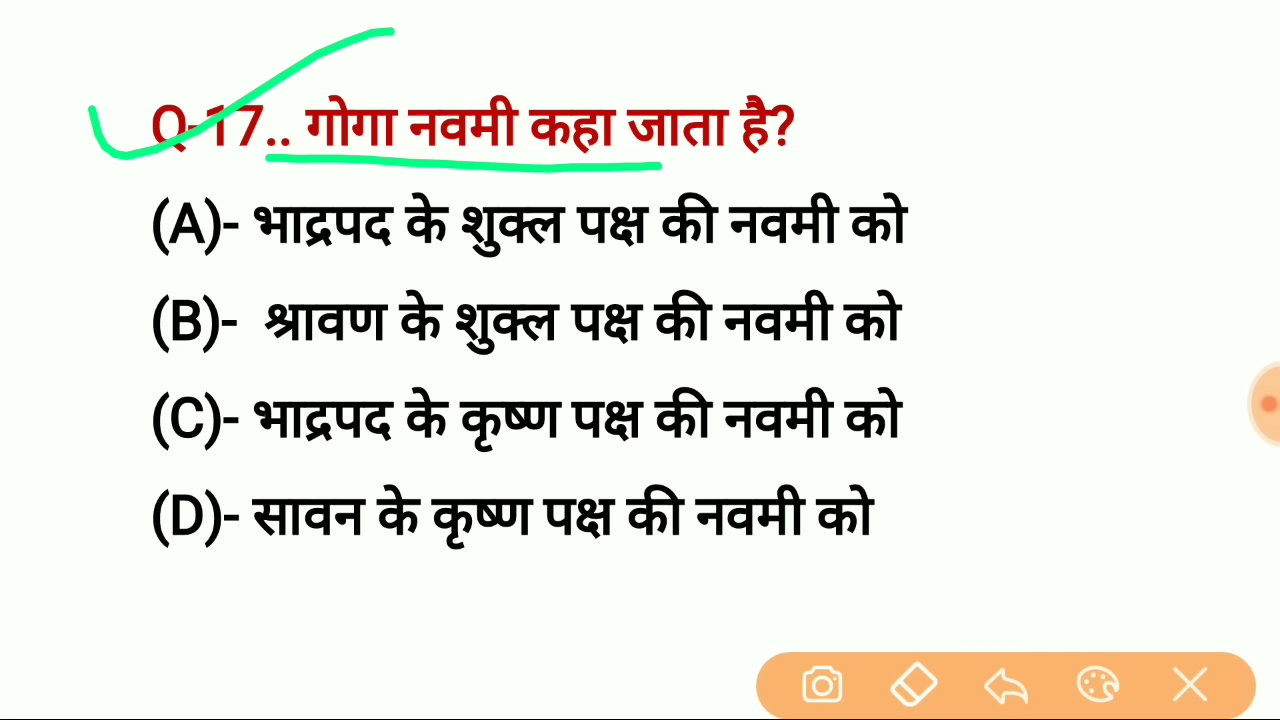 Q-17.. गोगा नवमी कहा जाता है?
(A)- भाद्रपद के शुक्ल पक्ष की नवमी को
(B)- श्रावण के शुक्ल पक्ष की नवमी को
(C)- भाद्रपद के कृष्ण पक्ष की नवमी को
(D)- सावन के कृष्ण पक्ष की नवमी को